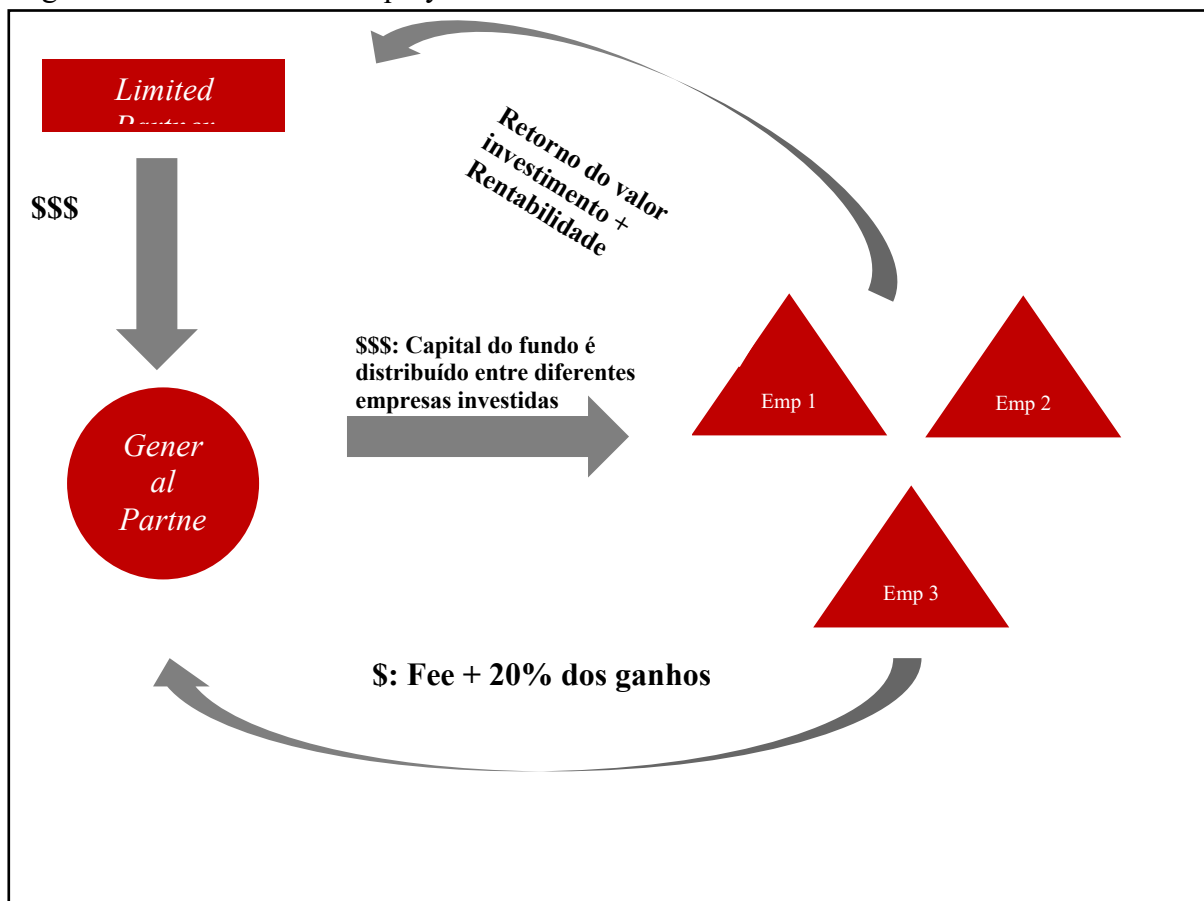 Limited
$$$
Retorno do valor
investimento +
Rentabilidade
$$$: Capital do fundo é
distribuído entre diferentes
empresas investidas
Emp 1
Emp 2
Gener
al
Partne
Emp 3
$: Fee + 20% dos ganhos